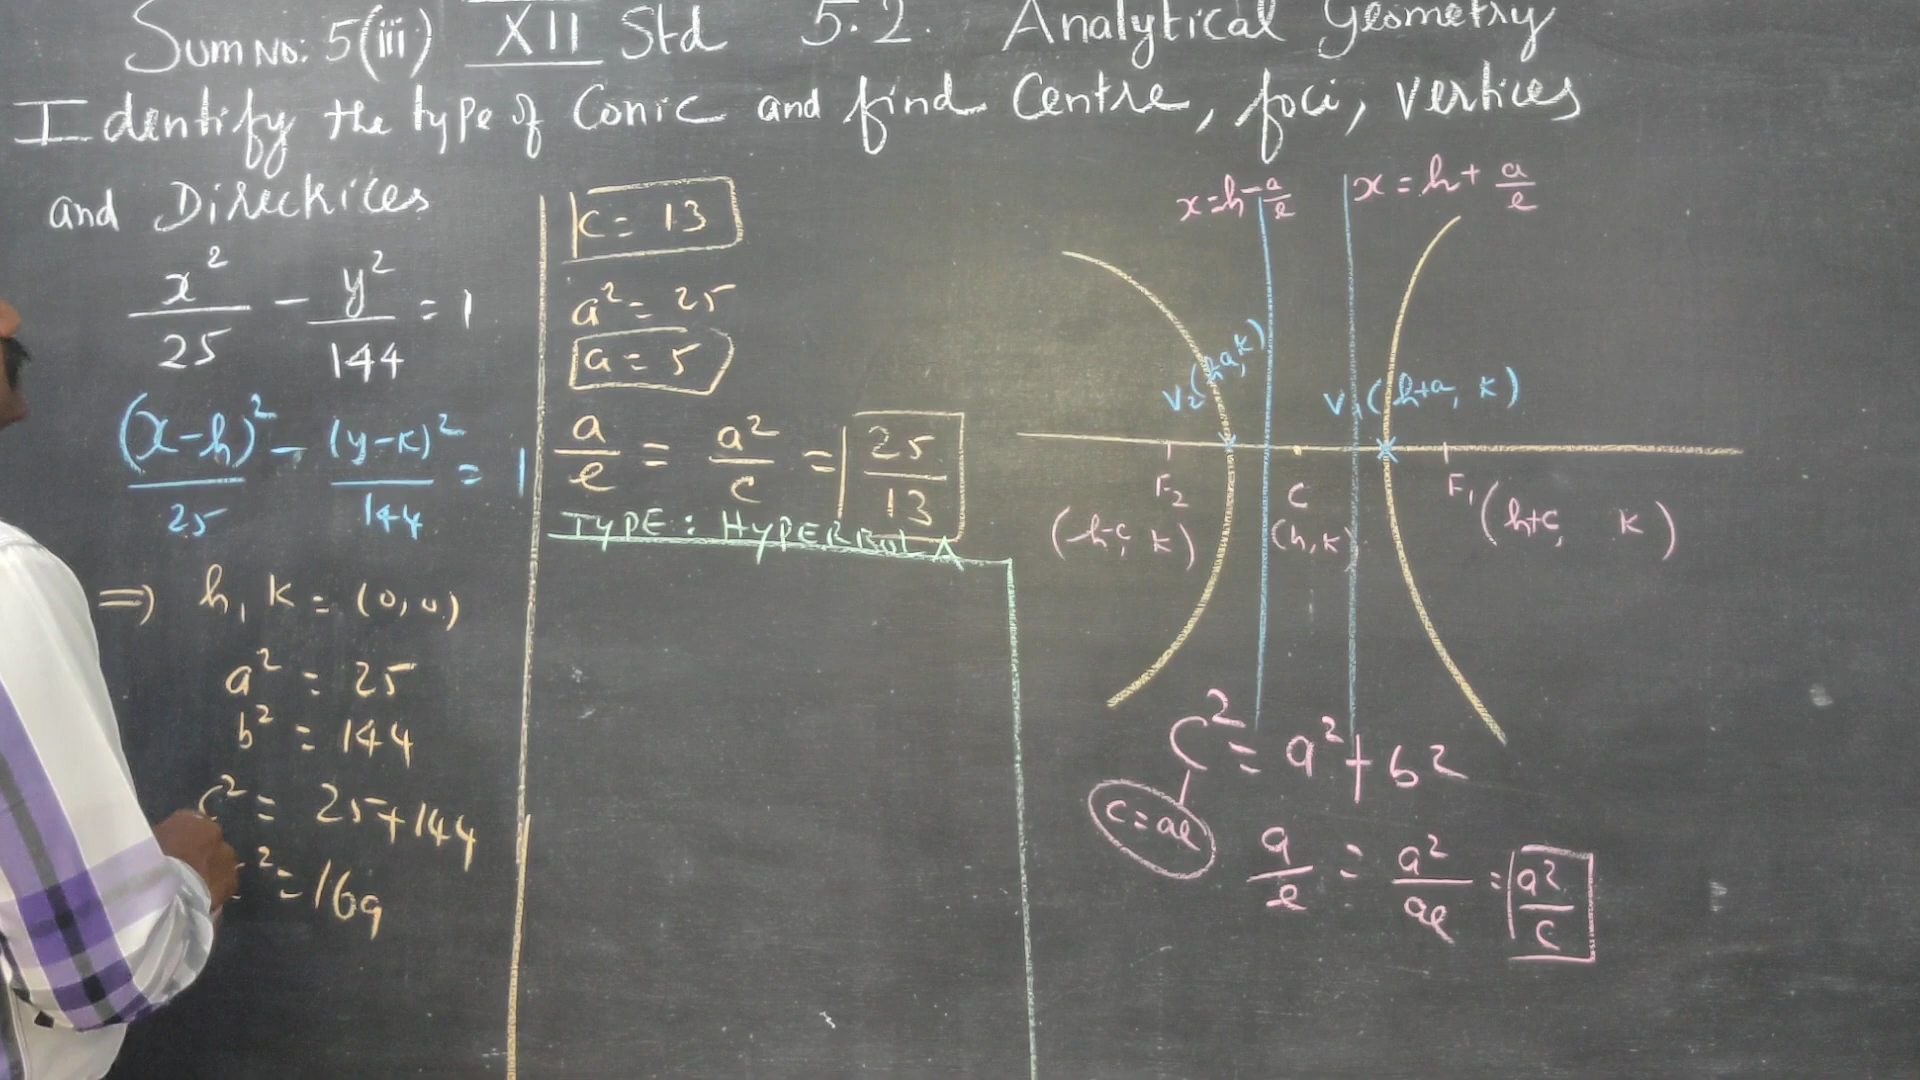 Sum No: 5(iii) XII Std 5.2. Analytical Geometry
Identify the type of Conic and find Centre, foci, vertices
and Directrices
x²/25 - y²/144 = 1
(x-h)²/25 - (y-k)²/144 = 1
⇒ h, k = (0,0)
a² = 25
b² = 144
c² = 25+144
² = 169
c = 13
a² = 25
a = 5
a/e = a²/c = 25/13
TYPE: HYPERBOLA
x=h-a/e
x=h+a/e
V₂(h-a, k)
V₁(h+a, k)
F₂
C
F₁
(h-c, k)
(h,k)
(h+c, k)
c² = a²+b²
c=ae
a/e = a²/ae = a²/c